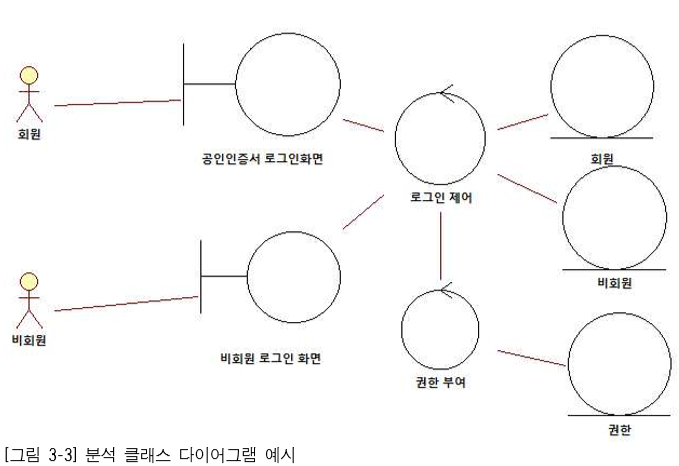 회원
공인인증서 로그인화면
로그인 제어
회원
비회원
비회원
비회원 로그인 화면
권한 부여
권한
[그림 3-3] 분석 클래스 다이어그램 예시